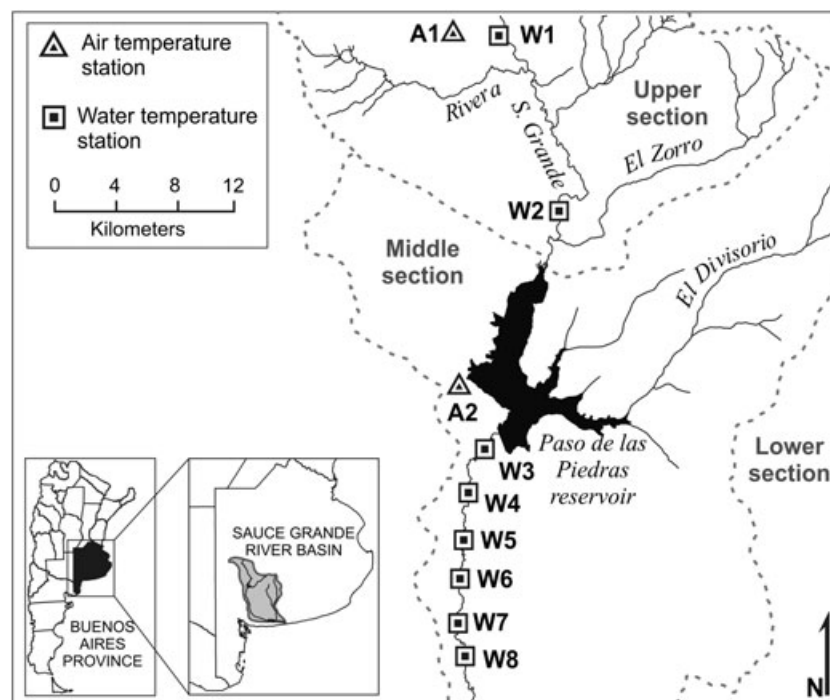 Air temperature
station
Water temperature
station
0 4 8 12
Kilometers
A1
W1
Rivera
S. Grande
Upper
section
El Zorro
W2
Middle
section
El Divisorio
A2
W3
Paso de las
Piedras
reservoir
Lower
section
W4
W5
W6
W7
W8
SAUCE GRANDE
RIVER BASIN
BUENOS
AIRES
PROVINCE
N